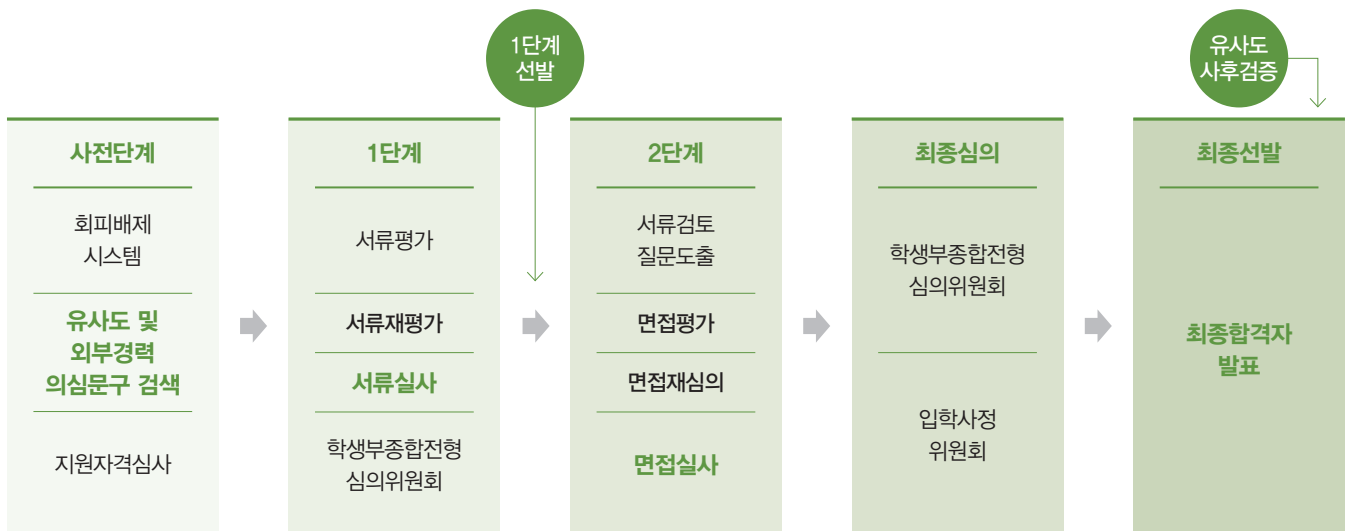 1단계
선발
유사도
사후검증
사전단계
회피배제
시스템
유사도 및
외부경력
의심문구 검색
지원자격심사
1단계
서류평가
서류재평가
서류실사
학생부종합전형
심의위원회
2단계
서류검토
질문도출
면접평가
면접재심의
면접실사
최종심의
학생부종합전형
심의위원회
입학사정
위원회
최종선발
최종합격자
발표